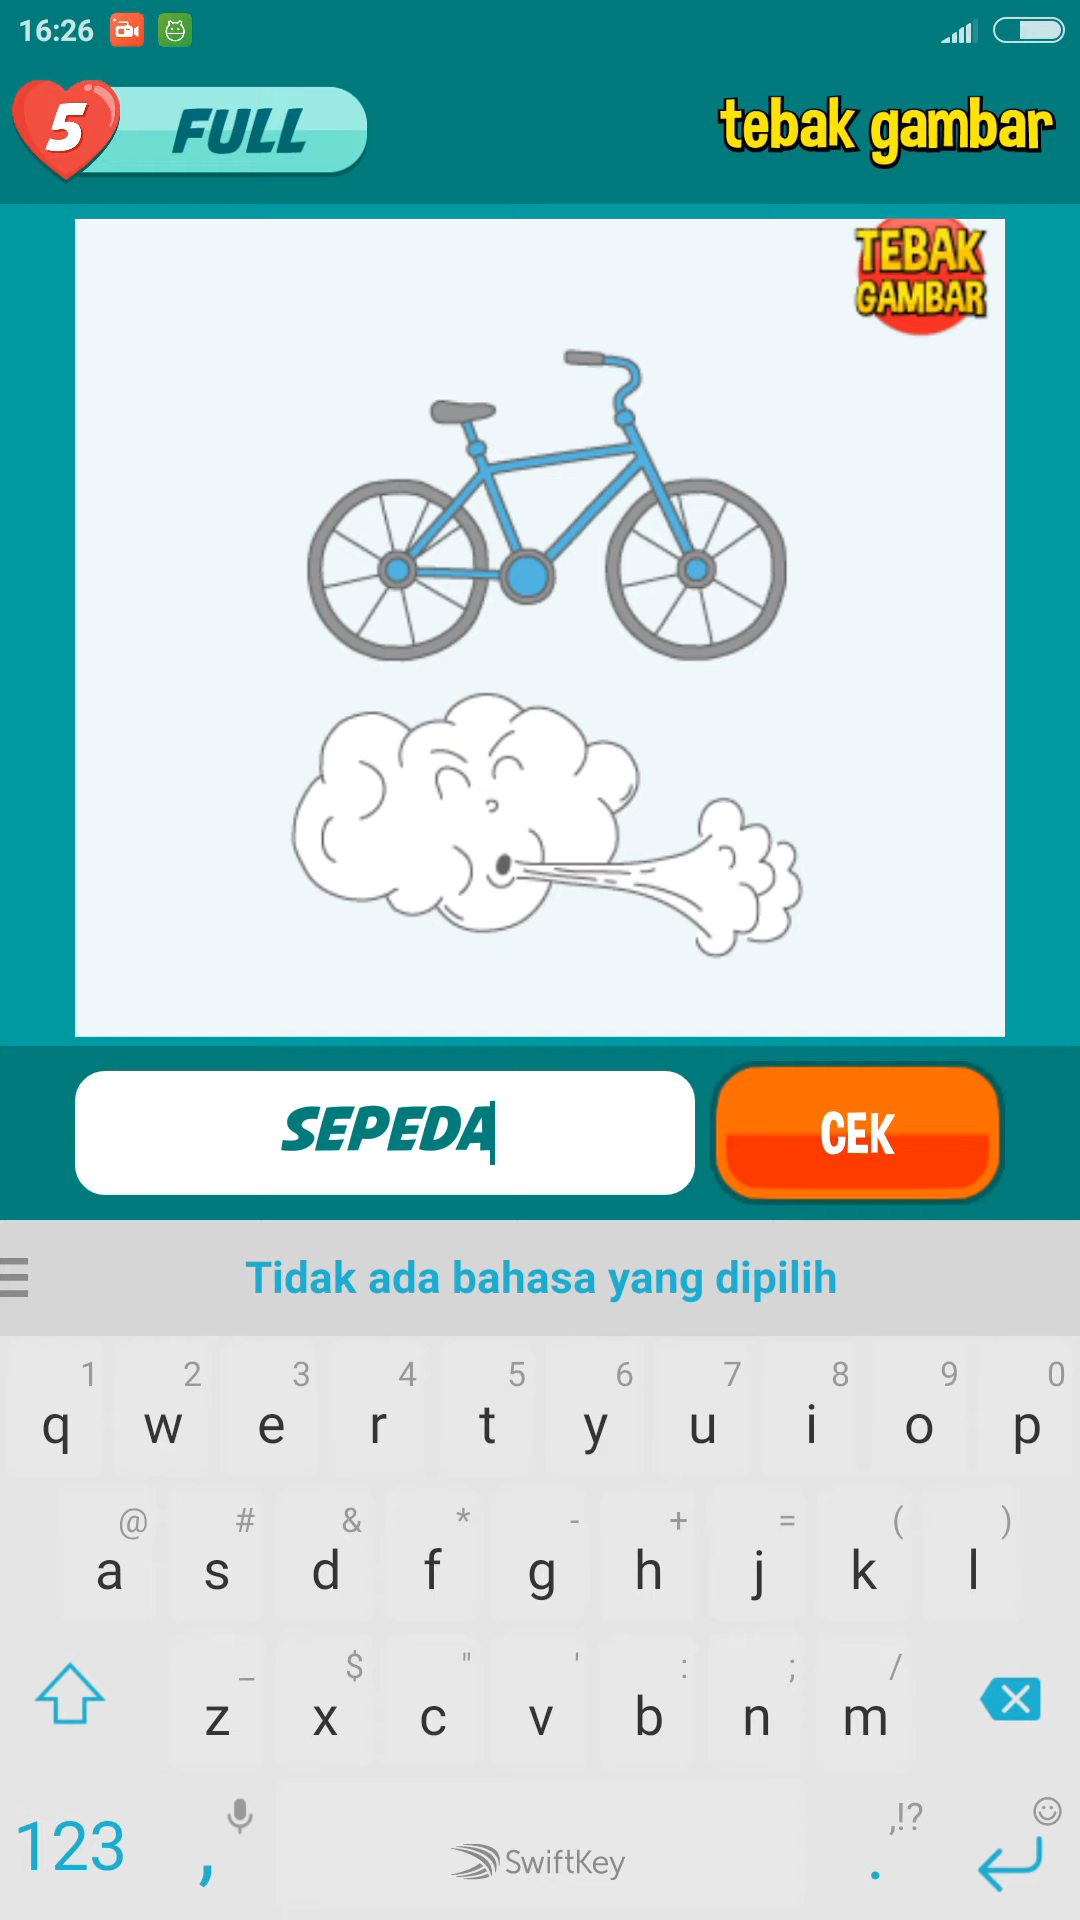 16:26
5 FULL tebak gambar
TEBAK
GAMBAR
SEPEDA CEK
Tidak ada bahasa yang dipilih
1 2 3 4 5 6 7 8 9 0
q w e r t y u i o p
@ # & * - + = ( )
a s d f g h j k l
_ $ " ' : ; /
z x c v b n m
,!?
123 , SwiftKey .